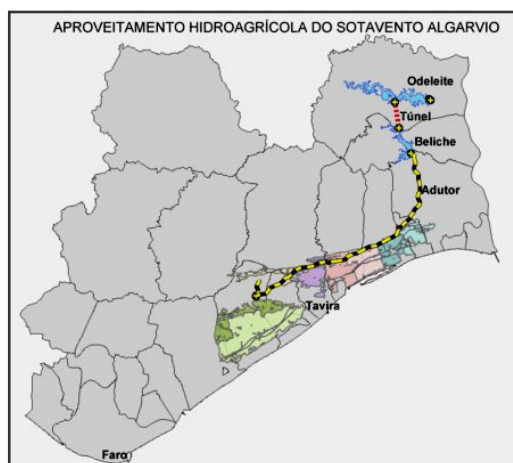 APROVEITAMENTO HIDROAGRÍCOLA DO SOTAVENTO ALGARVIO
Odeleite
Túnel
Beliche
Adutor
Tavira
Faro